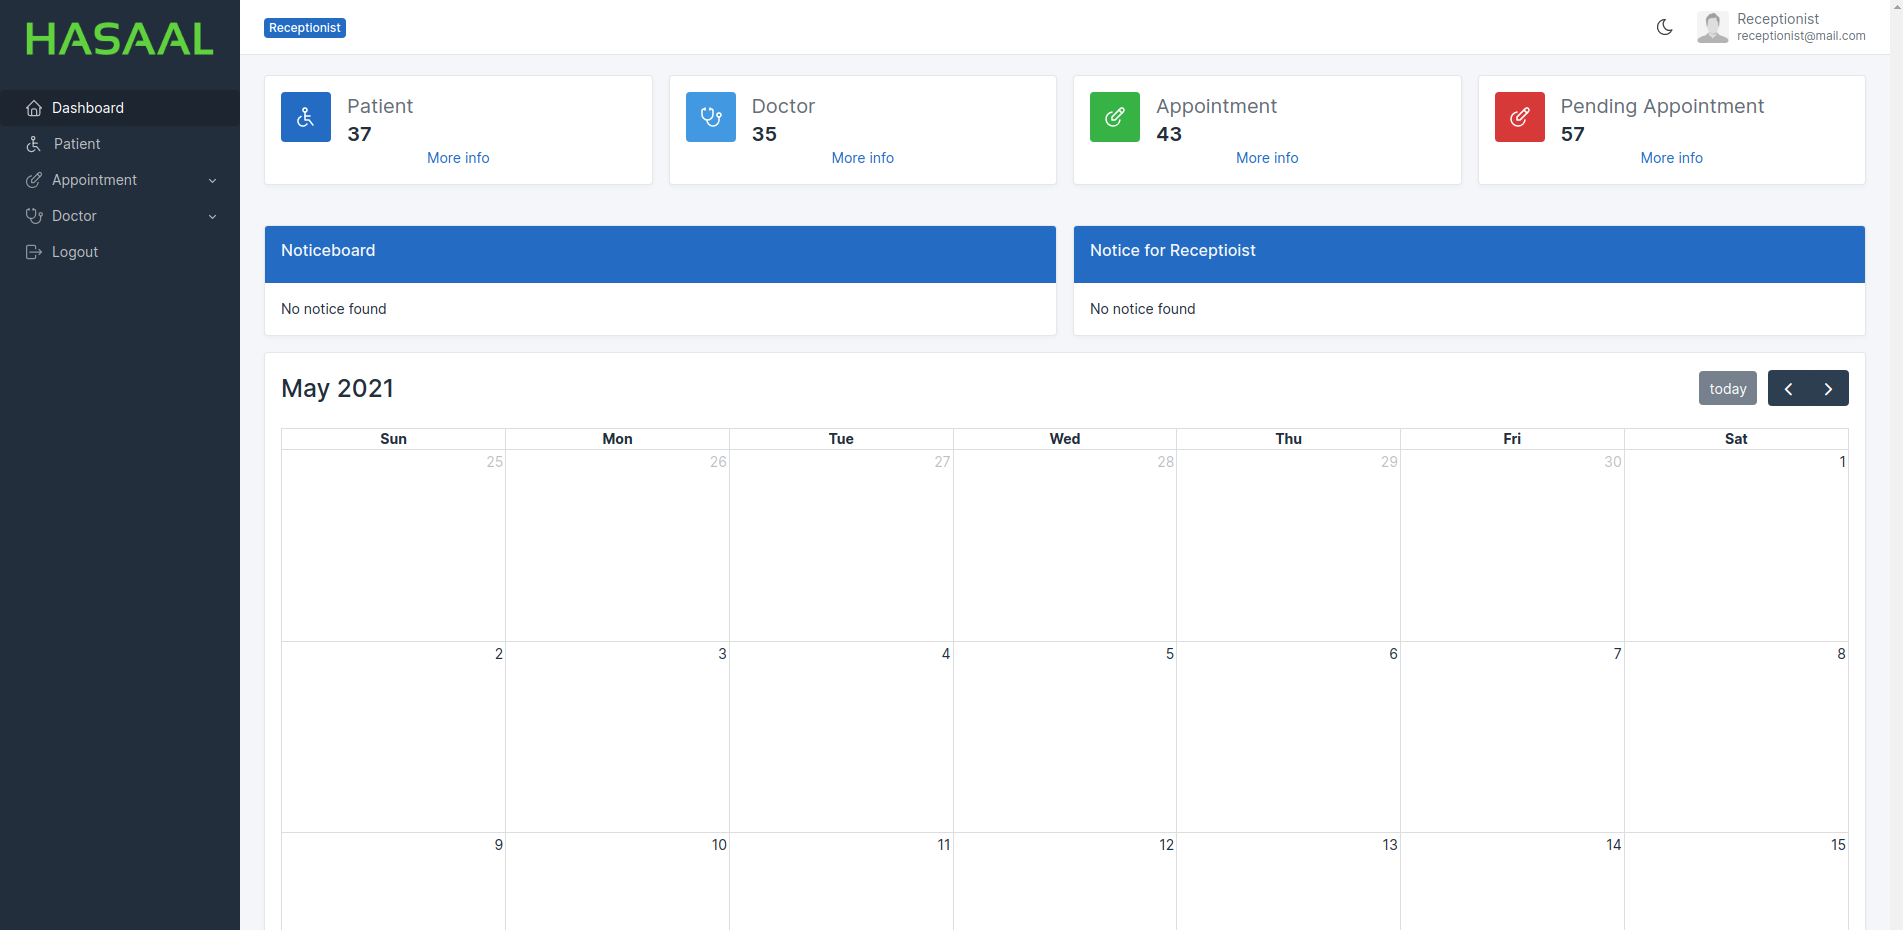 HASAAL
Dashboard
Patient
Appointment
Doctor
Logout
Receptionist
Receptionist
receptionist@mail.com
Patient
37
More info
Doctor
35
More info
Appointment
43
More info
Pending Appointment
57
More info
Noticeboard
No notice found
Notice for Receptioist
No notice found
May 2021
today
Sun Mon Tue Wed Thu Fri Sat
25 26 27 28 29 30 1
2 3 4 5 6 7 8
9 10 11 12 13 14 15